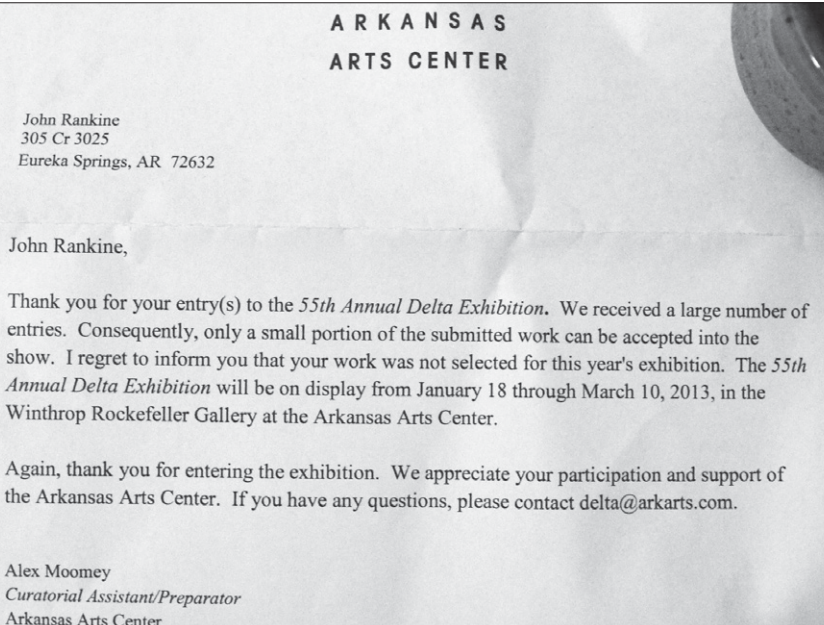 ARKANSAS
ARTS CENTER
John Rankine
305 Cr 3025
Eureka Springs, AR 72632
John Rankine,
Thank you for your entry(s) to the 55th Annual Delta Exhibition. We received a large number of
entries. Consequently, only a small portion of the submitted work can be accepted into the
show. I regret to inform you that your work was not selected for this year's exhibition. The 55th
Annual Delta Exhibition will be on display from January 18 through March 10, 2013, in the
Winthrop Rockefeller Gallery at the Arkansas Arts Center.
Again, thank you for entering the exhibition. We appreciate your participation and support of
the Arkansas Arts Center. If you have any questions, please contact delta@arkarts.com.
Alex Moomey
Curatorial Assistant/Preparator
Arkansas Arts Center